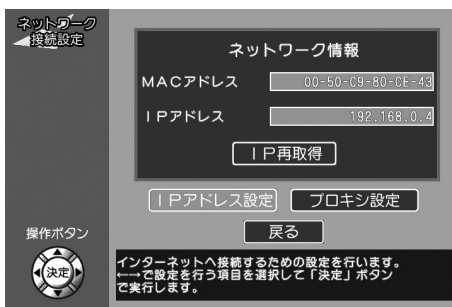 ネットワーク
接続設定
ネットワーク情報
MACアドレス 00-50-C9-80-CE-43
IPアドレス 192.168.0.4
IP再取得
IPアドレス設定 プロキシ設定
戻る
操作ボタン
決定
インターネットへ接続するための設定を行います。
←→で設定を行う項目を選択して「決定」ボタン
で実行します。